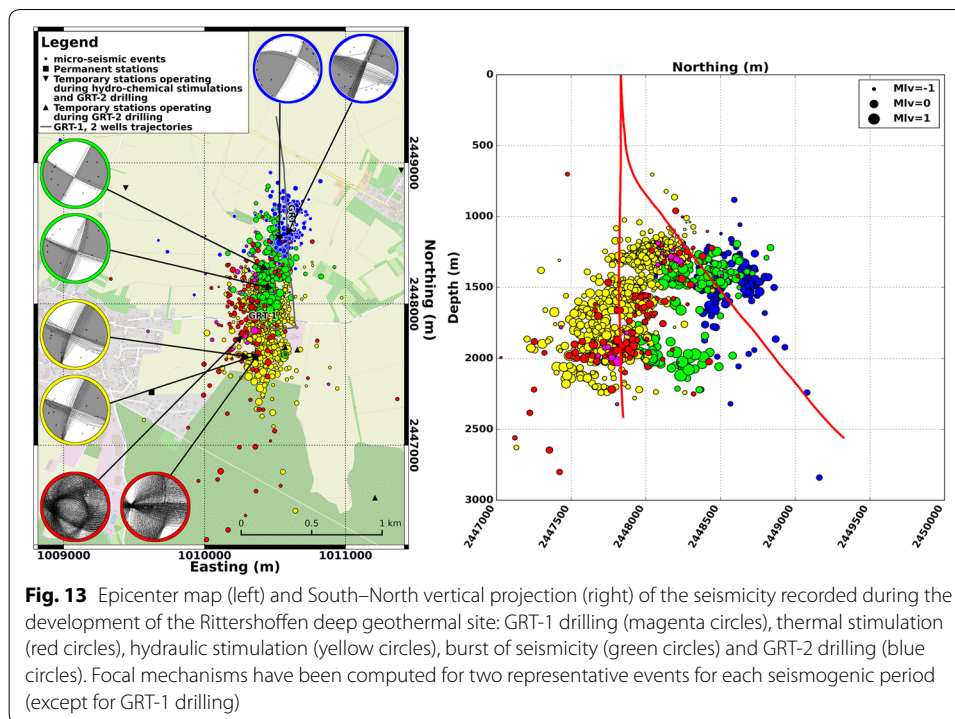 Legend
micro-seismic events
Permanent stations
Temporary stations operating
during hydro-chemical stimulations
and GRT-2 drilling
Temporary stations operating
during GRT-2 drilling
GRT-1, 2 wells trajectories
GRT-1
2449000
2448000
2447000
Northing (m)
0
0.5
1 km
1009000
1010000
1011000
Easting (m)
Northing (m)
Mlv=-1
Mlv=0
Mlv=1
Depth (m)
0
500
1000
1500
2000
2500
3000
2447000
2447500
2448000
2448500
2449000
2449500
2450000
Fig. 13 Epicenter map (left) and South–North vertical projection (right) of the seismicity recorded during the
development of the Rittershoffen deep geothermal site: GRT-1 drilling (magenta circles), thermal stimulation
(red circles), hydraulic stimulation (yellow circles), burst of seismicity (green circles) and GRT-2 drilling (blue
circles). Focal mechanisms have been computed for two representative events for each seismogenic period
(except for GRT-1 drilling)